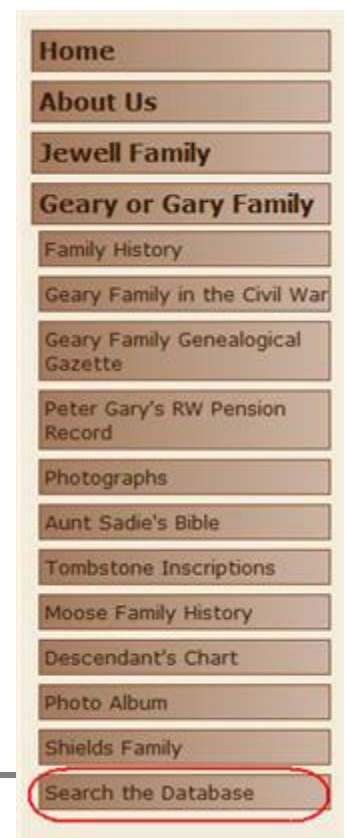 Home
About Us
Jewell Family
Geary or Gary Family
Family History
Geary Family in the Civil War
Geary Family Genealogical
Gazette
Peter Gary's RW Pension
Record
Photographs
Aunt Sadie's Bible
Tombstone Inscriptions
Moose Family History
Descendant's Chart
Photo Album
Shields Family
Search the Database